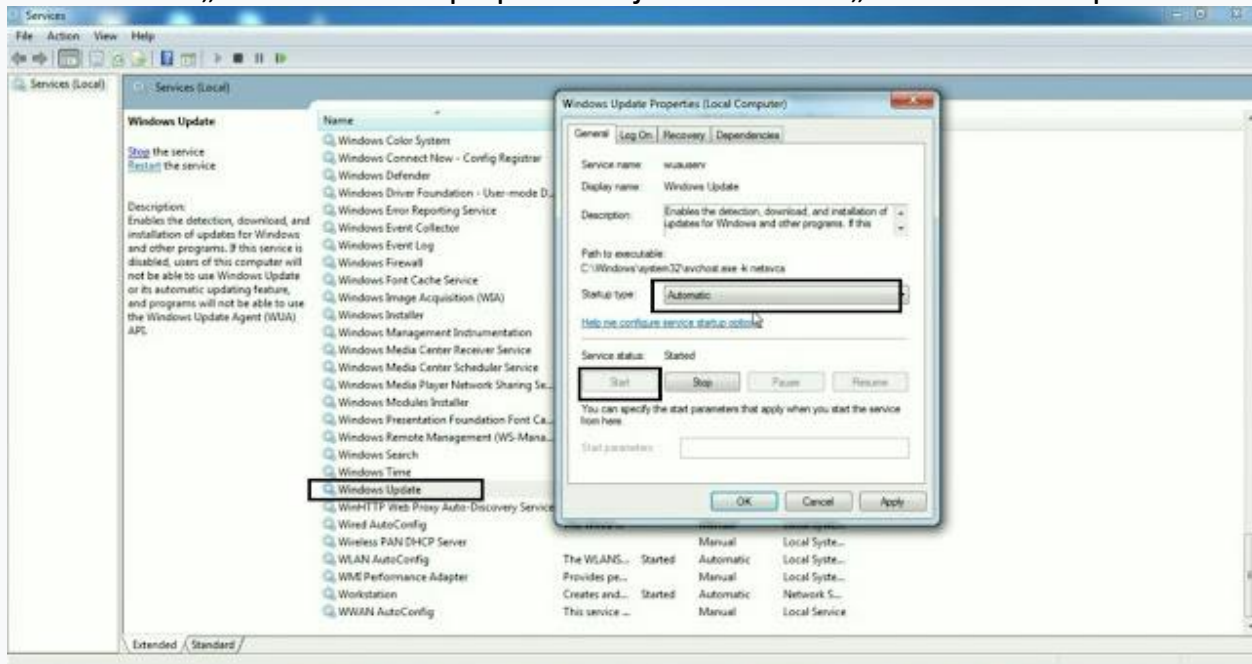 Services
File Action View Help
Services (Local)
Services (Local)
Windows Update
Stop the service
Restart the service
Description:
Enables the detection, download, and
installation of updates for Windows
and other programs. If this service is
disabled, users of this computer will
not be able to use Windows Update
or its automatic updating feature,
and programs will not be able to use
the Windows Update Agent (WUA)
API.
Name
Windows Color System
Windows Connect Now - Config Registrar
Windows Defender
Windows Driver Foundation - User-mode D...
Windows Error Reporting Service
Windows Event Collector
Windows Event Log
Windows Firewall
Windows Font Cache Service
Windows Image Acquisition (WIA)
Windows Installer
Windows Management Instrumentation
Windows Media Center Receiver Service
Windows Media Center Scheduler Service
Windows Media Player Network Sharing Se...
Windows Modules Installer
Windows Presentation Foundation Font Ca...
Windows Remote Management (WS-Mana...
Windows Search
Windows Time
Windows Update
WinHTTP Web Proxy Auto-Discovery Service
Wired AutoConfig
Wireless PAN DHCP Server Manual Local Syste...
WLAN AutoConfig The WLANS... Started Automatic Local Syste...
WMI Performance Adapter Provides pe... Manual Local Syste...
Workstation Creates and... Started Automatic Network S...
WWAN AutoConfig This service ... Manual Local Service
Extended Standard
Windows Update Properties (Local Computer)
General Log On Recovery Dependencies
Service name: wuauserv
Display name: Windows Update
Description: Enables the detection, download, and installation of
updates for Windows and other programs. If this
Path to executable:
C:\Windows\system32\svchost.exe -k netsvcs
Startup type: Automatic
Help me configure service startup options
Service status: Started
Start Stop Pause Resume
You can specify the start parameters that apply when you start the service
from here.
Start parameters:
OK Cancel Apply